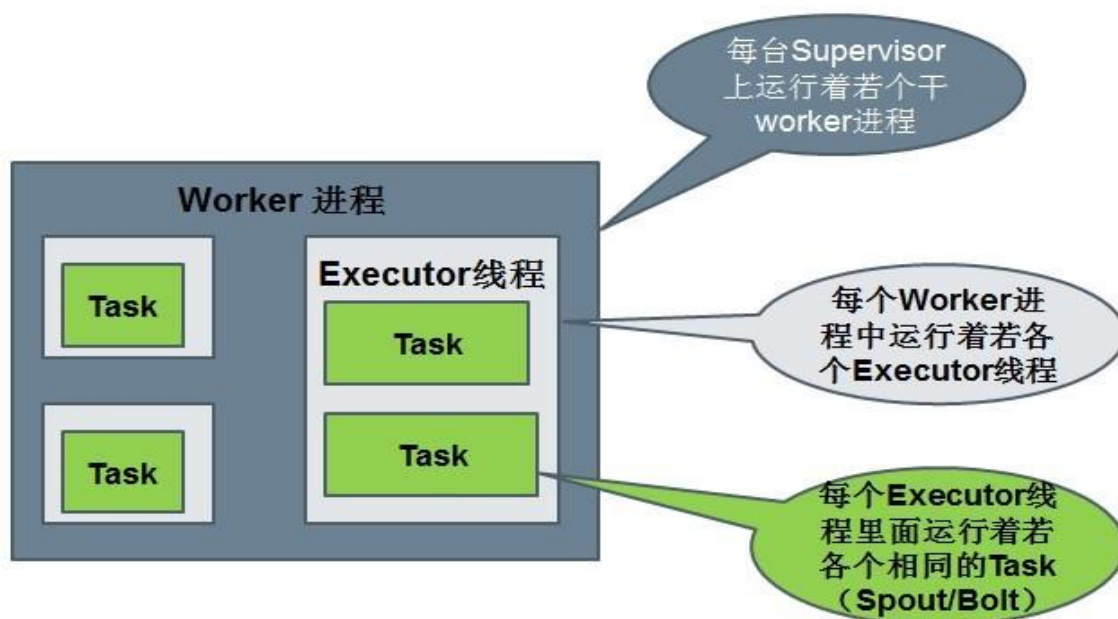 每台Supervisor
上运行着若个干
worker进程
Worker 进程
Task
Executor线程
Task
Task
Task
每个Worker进
程中运行着若各
个Executor线程
每个Executor线
程里面运行着若
各个相同的Task
（Spout/Bolt）